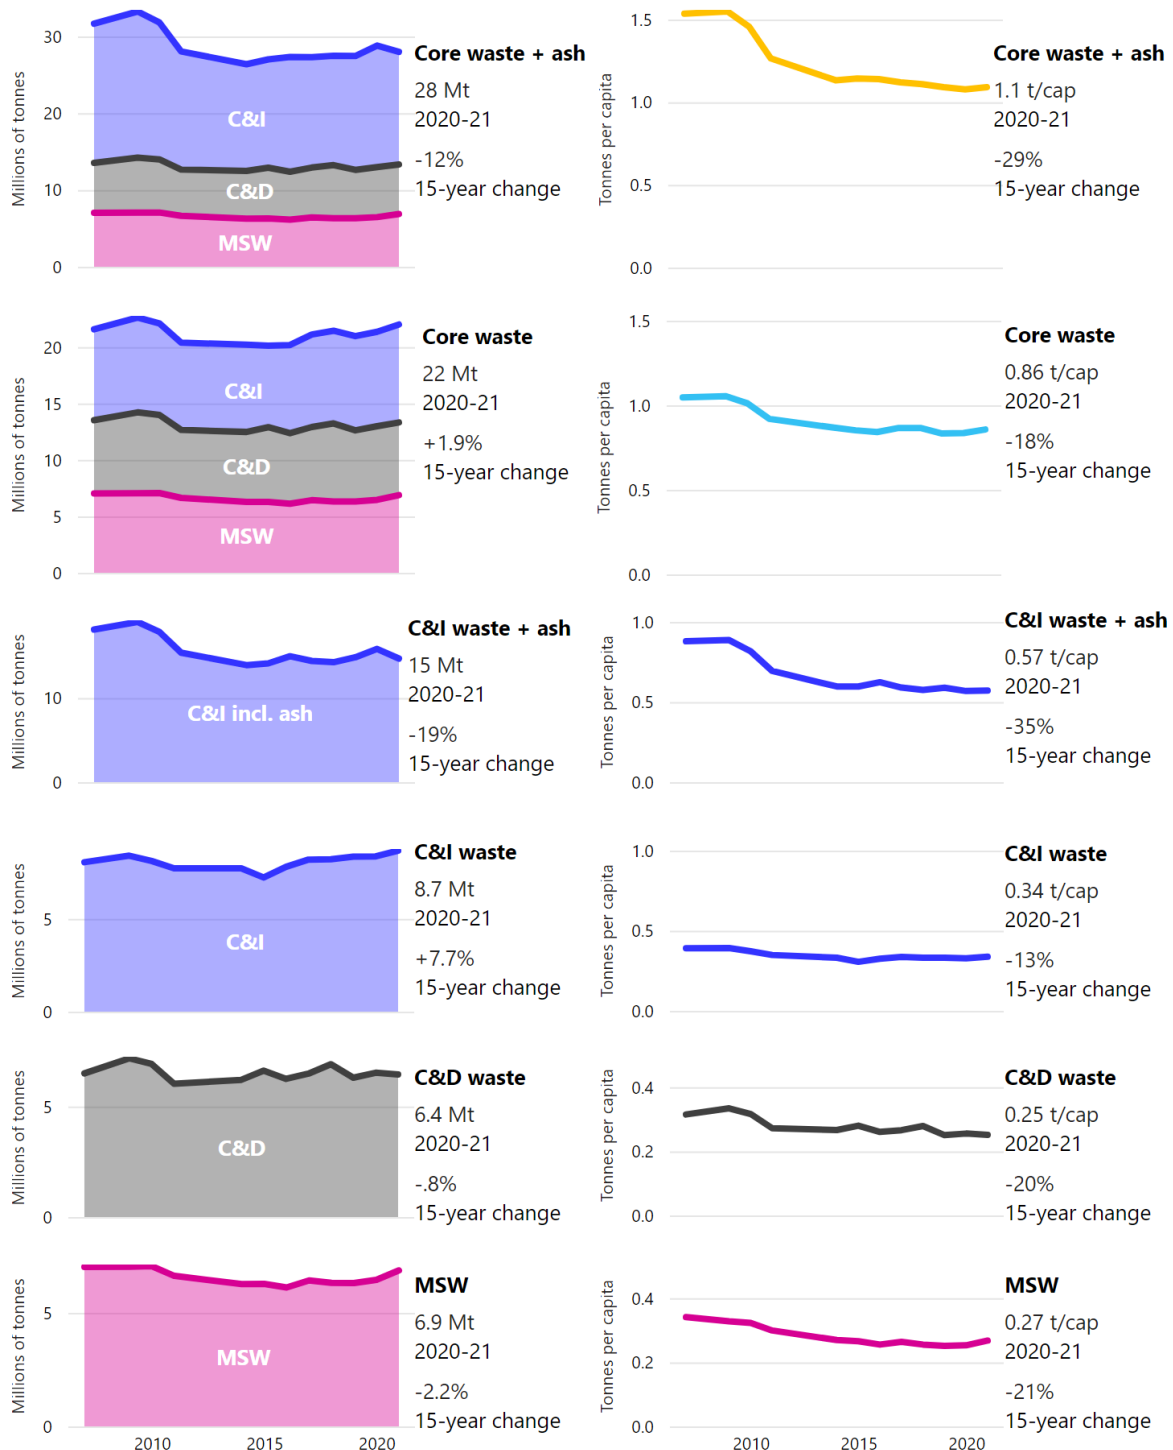 Millions of tonnes
30
20
10
0
C&I
C&D
MSW
Core waste + ash
28 Mt
2020-21
-12%
15-year change
Tonnes per capita
1.5
1.0
0.5
0.0
Core waste + ash
1.1 t/cap
2020-21
-29%
15-year change
Millions of tonnes
20
15
10
5
0
C&I
C&D
MSW
Core waste
22 Mt
2020-21
+1.9%
15-year change
Tonnes per capita
1.5
1.0
0.5
0.0
Core waste
0.86 t/cap
2020-21
-18%
15-year change
Millions of tonnes
10
0
C&I incl. ash
C&I waste + ash
15 Mt
2020-21
-19%
15-year change
Tonnes per capita
1.0
0.5
0.0
C&I waste + ash
0.57 t/cap
2020-21
-35%
15-year change
Millions of tonnes
5
0
C&I
C&I waste
8.7 Mt
2020-21
+7.7%
15-year change
Tonnes per capita
1.0
0.5
0.0
C&I waste
0.34 t/cap
2020-21
-13%
15-year change
Millions of tonnes
5
0
C&D
C&D waste
6.4 Mt
2020-21
-.8%
15-year change
Tonnes per capita
0.4
0.2
0.0
C&D waste
0.25 t/cap
2020-21
-20%
15-year change
Millions of tonnes
5
0
MSW
MSW
6.9 Mt
2020-21
-2.2%
15-year change
2010 2015 2020
Tonnes per capita
0.4
0.2
0.0
MSW
0.27 t/cap
2020-21
-21%
15-year change
2010 2015 2020